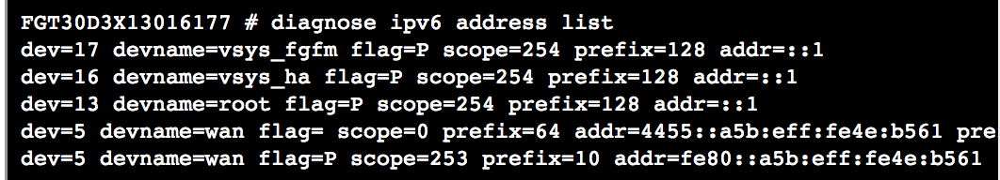 FGT30D3X13016177 # diagnose ipv6 address list
dev=17 devname=vsys_fgfm flag=P scope=254 prefix=128 addr=::1
dev=16 devname=vsys_ha flag=P scope=254 prefix=128 addr=::1
dev=13 devname=root flag=P scope=254 prefix=128 addr=::1
dev=5 devname=wan flag= scope=0 prefix=64 addr=4455::a5b:eff:fe4e:b561 pre
dev=5 devname=wan flag=P scope=253 prefix=10 addr=fe80::a5b:eff:fe4e:b561